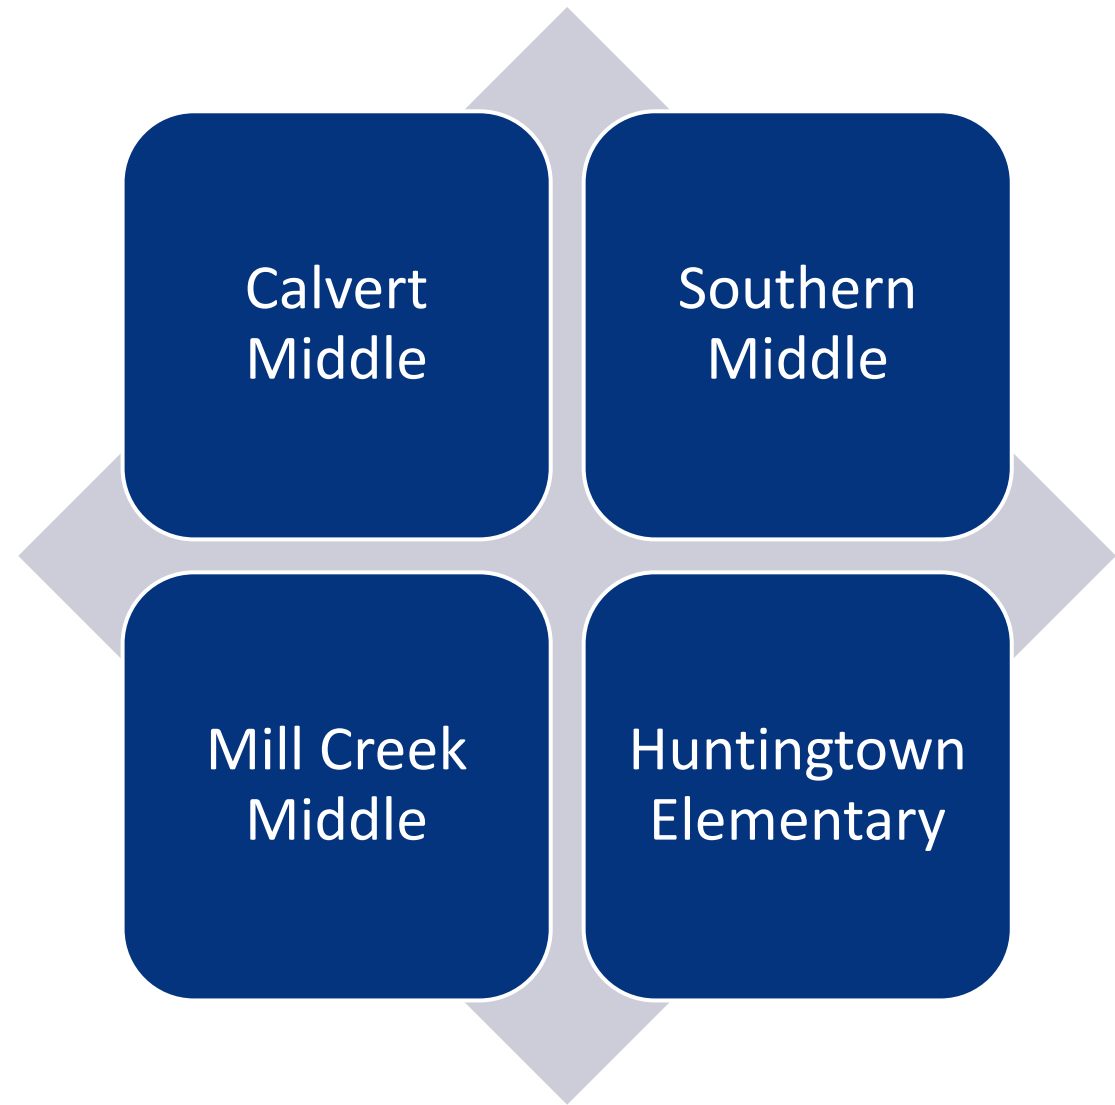 Calvert
Middle
Southern
Middle
Mill Creek
Middle
Huntingtown
Elementary